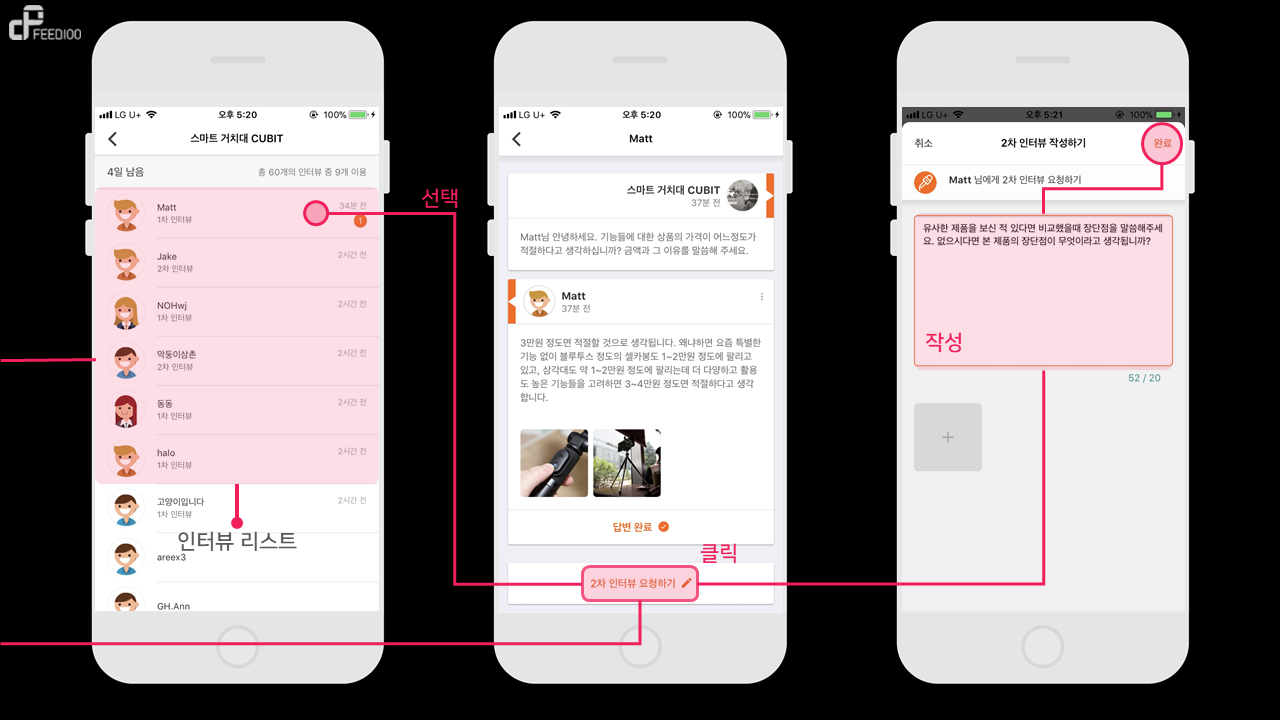 FEEDIOO
LG U+ 오후 5:20 100%
스마트 거치대 CUBIT
4일 남음 총 60개의 인터뷰 중 9개 이용
Matt 34분 전
1차 인터뷰 1
Jake 2시간 전
2차 인터뷰
NOHwj 2시간 전
1차 인터뷰
막둥이삼촌 2시간 전
2차 인터뷰
동동 2시간 전
1차 인터뷰
halo 2시간 전
1차 인터뷰
고양이입니다 2시간 전
1차 인터뷰
인터뷰 리스트
areex3
GH.Ann
선택
LG U+ 오후 5:20 100%
Matt
스마트 거치대 CUBIT
37분 전
Matt님 안녕하세요. 기능들에 대한 상품의 가격이 어느정도가
적절하다고 생각하십니까? 금액과 그 이유를 말씀해 주세요.
Matt
37분 전
3만원 정도면 적절할 것으로 생각됩니다. 왜냐하면 요즘 특별한
기능 없이 블루투스 정도의 셀카봉도 1~2만원 정도에 팔리고
있고, 삼각대도 약 1~2만원 정도에 팔리는데 더 다양하고 활용
도 높은 기능들을 고려하면 3~4만원 정도면 적절하다고 생각
합니다.
답변 완료
클릭
2차 인터뷰 요청하기
LG U+ 오후 5:21 100%
취소 2차 인터뷰 작성하기 완료
Matt 님에게 2차 인터뷰 요청하기
유사한 제품을 보신 적 있다면 비교했을때 장단점을 말씀해주세
요. 없으시다면 본 제품의 장단점이 무엇이라고 생각됩니까?
작성
52 / 20